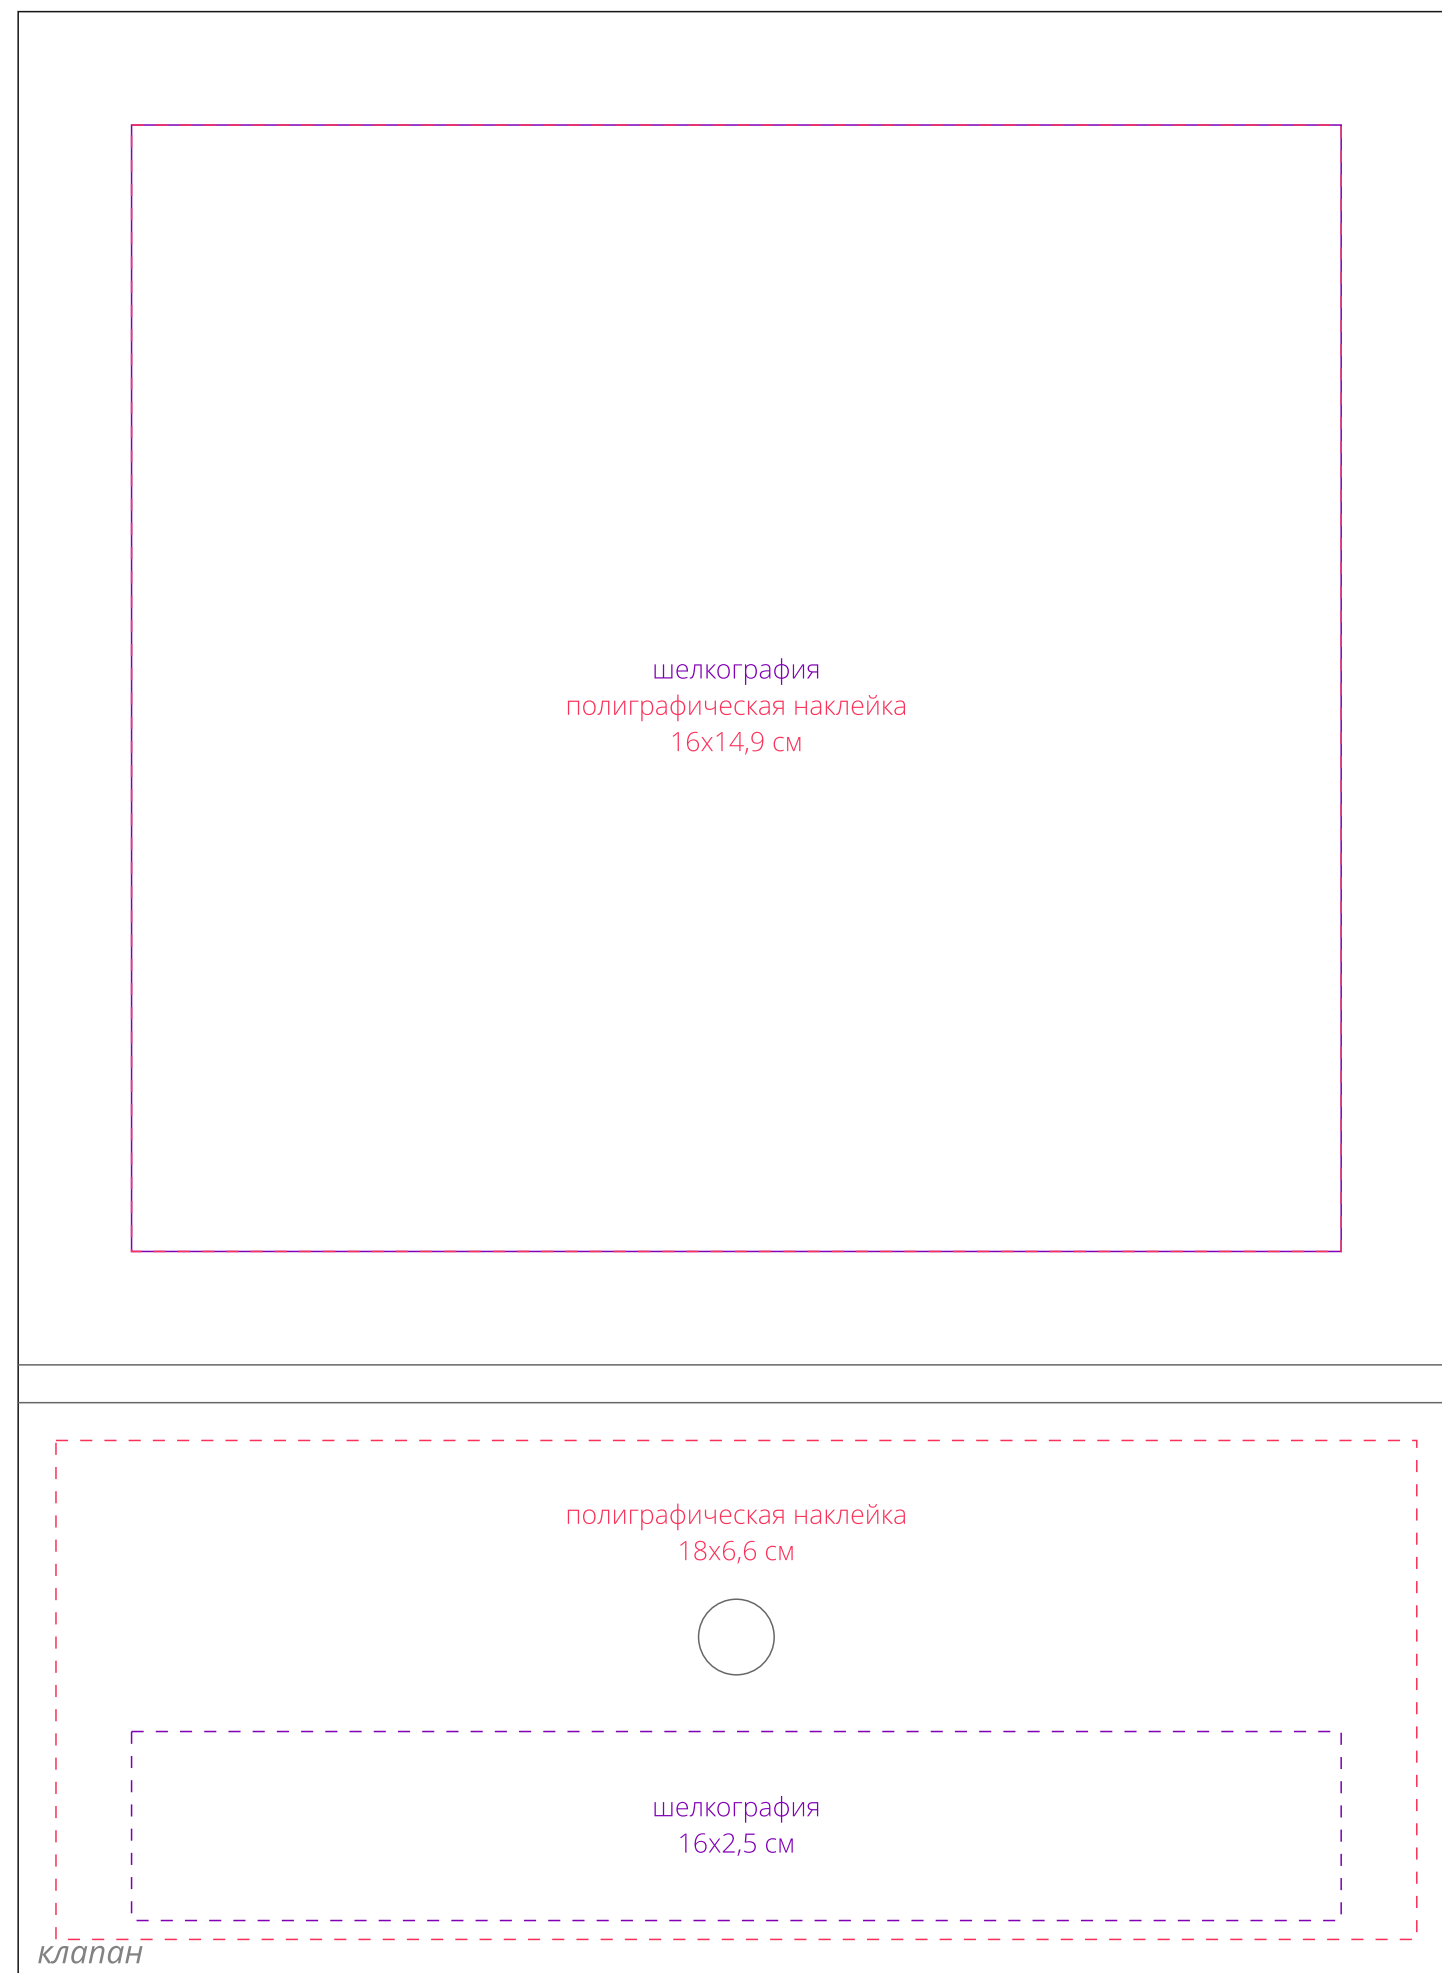 шелкография
полиграфическая наклейка
16х14,9 см
полиграфическая наклейка
18х6,6 см
шелкография
16х2,5 см
клапан